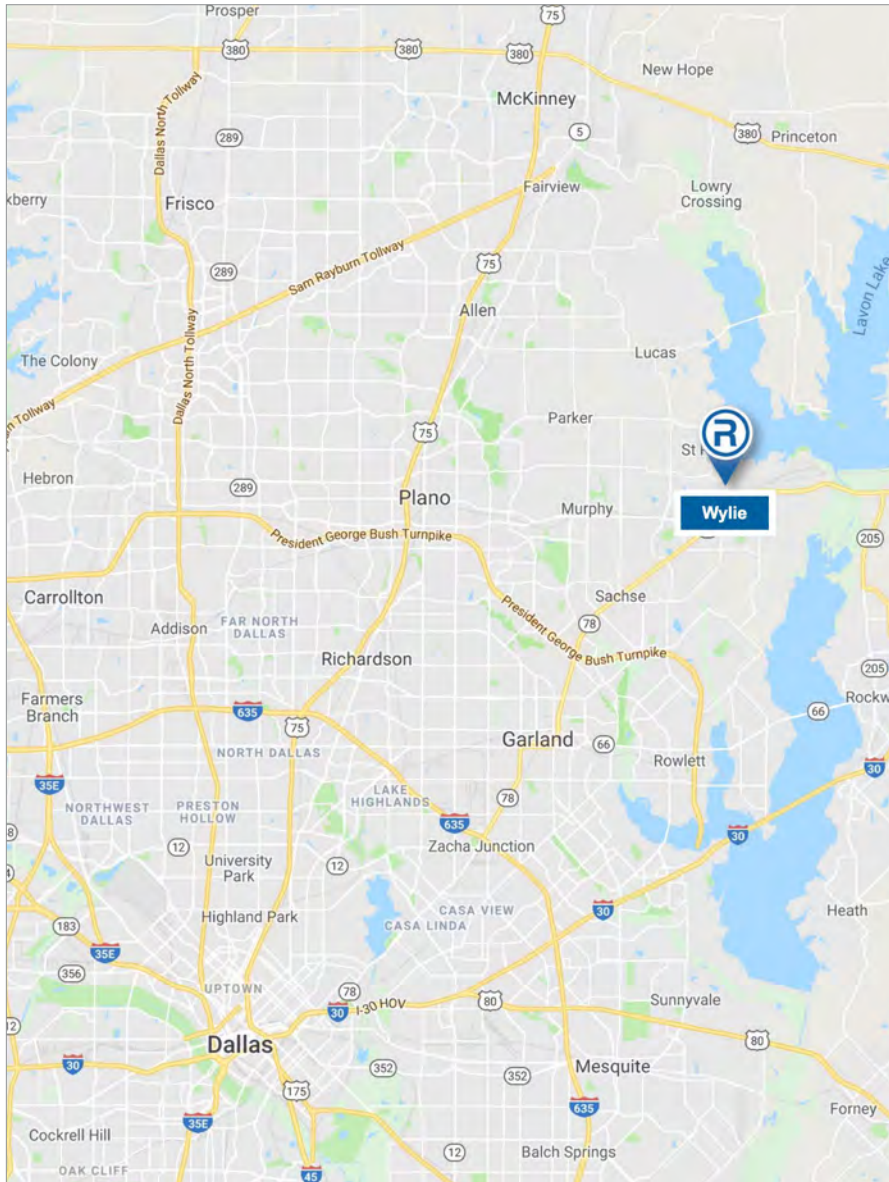 Prosper
75
380
380
380
New Hope
McKinney
Dallas North Tollway
5
289
380
Princeton
Fairview
Lowry
Crossing
kberry
Frisco
Sam Rayburn Tollway
75
289
Lavon Lake
Allen
Lucas
The Colony
Dallas North Tollway
n Tollway
Parker
75
R
St
Hebron
289
Plano
Murphy
Wylie
President George Bush Turnpike
205
Carrollton
Sachse
FAR NORTH
DALLAS
Addison
78
President George Bush Turnpike
Richardson
205
Farmers
Branch
635
Rockw
66
75
Garland
NORTH DALLAS
66
Rowlett
30
35E
LAKE
HIGHLANDS
78
NORTHWEST
DALLAS
PRESTON
HOLLOW
635
30
8
12
Zacha Junction
12
University
Park
4
CASA VIEW
30
Heath
Highland Park
183
CASA LINDA
35E
356
UPTOWN
78
I-30 HOV
80
Sunnyvale
30
12
80
Dallas
30
352
352
Mesquite
175
635
Forney
35E
Cockrell Hill
12
Balch Springs
OAK CLIFF
45